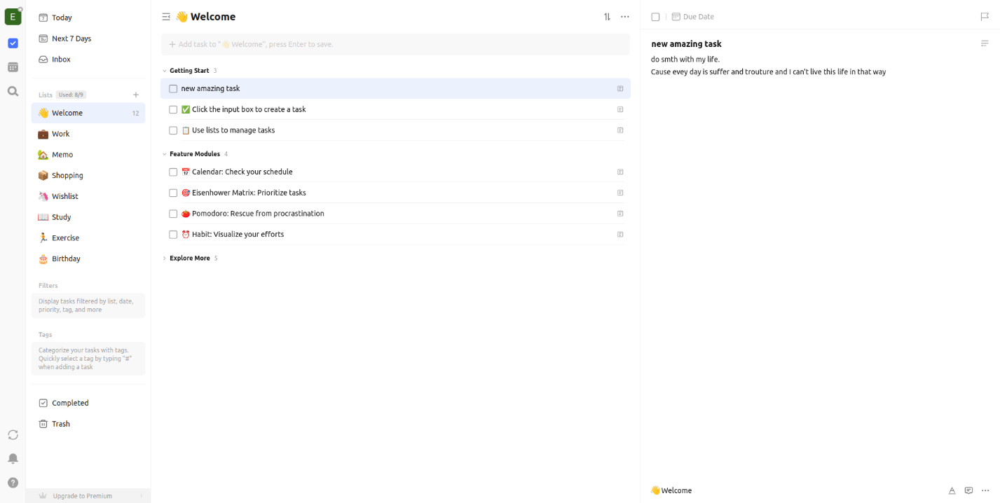 E
Today
Next 7 Days
Inbox
Lists Used: 8/9
👋 Welcome 12
💼 Work
🏡 Memo
📦 Shopping
🦄 Wishlist
📖 Study
🏃 Exercise
🎂 Birthday
Filters
Display tasks filtered by list, date,
priority, tag, and more
Tags
Categorize your tasks with tags.
Quickly select a tag by typing "#"
when adding a task
Completed
Trash
Upgrade to Premium
👋 Welcome
Add task to "👋 Welcome", press Enter to save.
Getting Start 3
new amazing task
✅ Click the input box to create a task
📋 Use lists to manage tasks
Feature Modules 4
📅 Calendar: Check your schedule
🎯 Eisenhower Matrix: Prioritize tasks
🍅 Pomodoro: Rescue from procrastination
⏰ Habit: Visualize your efforts
Explore More 5
Due Date
new amazing task
do smth with my life.
Cause evey day is suffer and trouture and I can't live this life in that way
👋Welcome